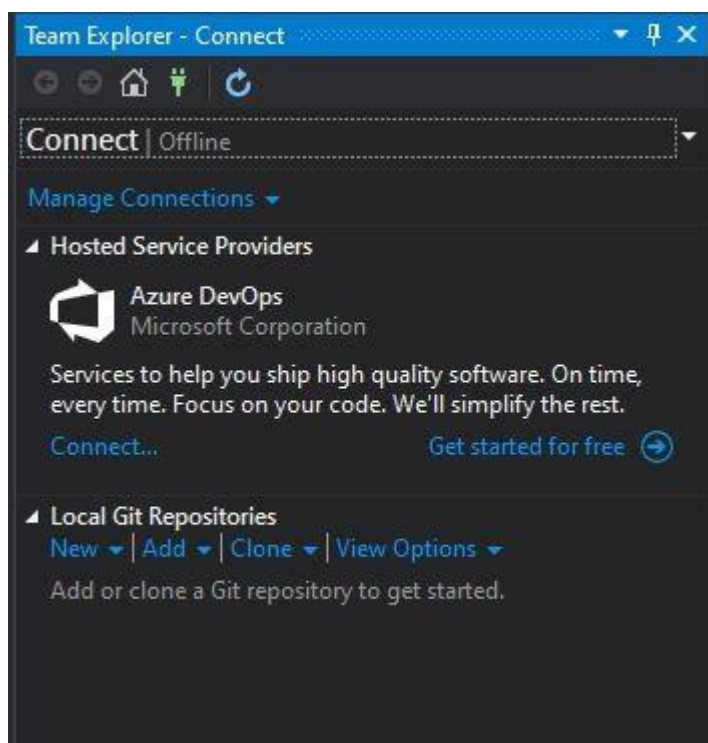 Team Explorer - Connect
Connect | Offline
Manage Connections
Hosted Service Providers
Azure DevOps
Microsoft Corporation
Services to help you ship high quality software. On time,
every time. Focus on your code. We'll simplify the rest.
Connect... Get started for free
Local Git Repositories
New | Add | Clone | View Options
Add or clone a Git repository to get started.